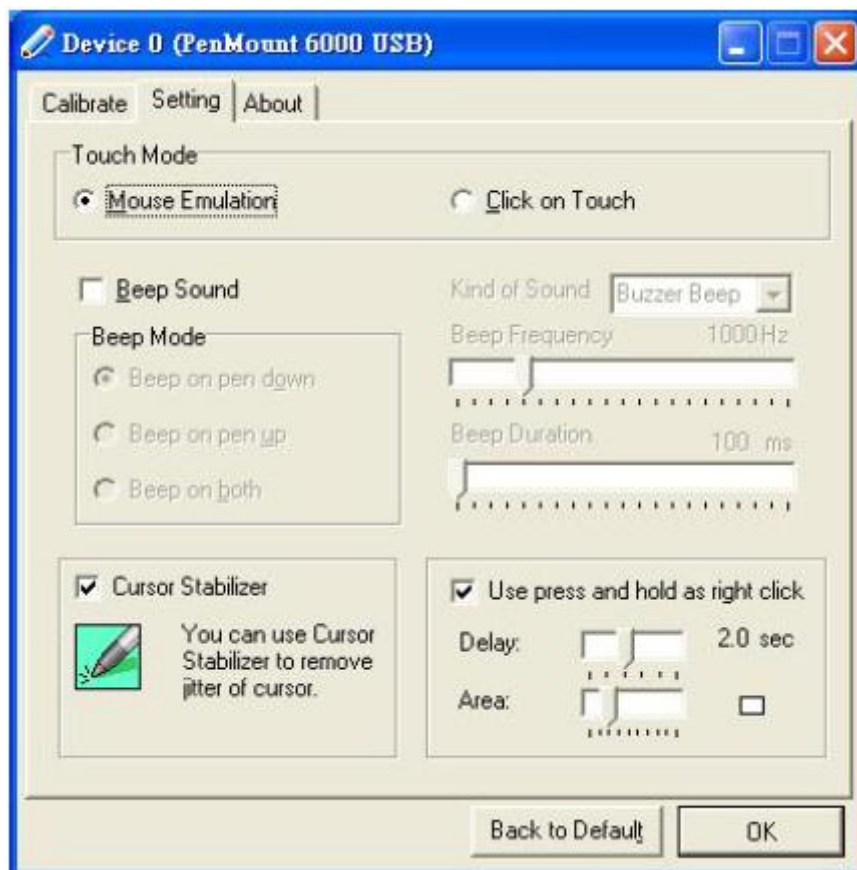 Device 0 (PenMount 6000 USB)
Calibrate Setting About
Touch Mode
Mouse Emulation Click on Touch
Beep Sound
Kind of Sound Buzzer Beep
Beep Mode
Beep on pen down
Beep on pen up
Beep on both
Beep Frequency 1000Hz
Beep Duration 100 ms
Cursor Stabilizer
You can use Cursor
Stabilizer to remove
jitter of cursor.
Use press and hold as right click
Delay: 2.0 sec
Area:
Back to Default OK